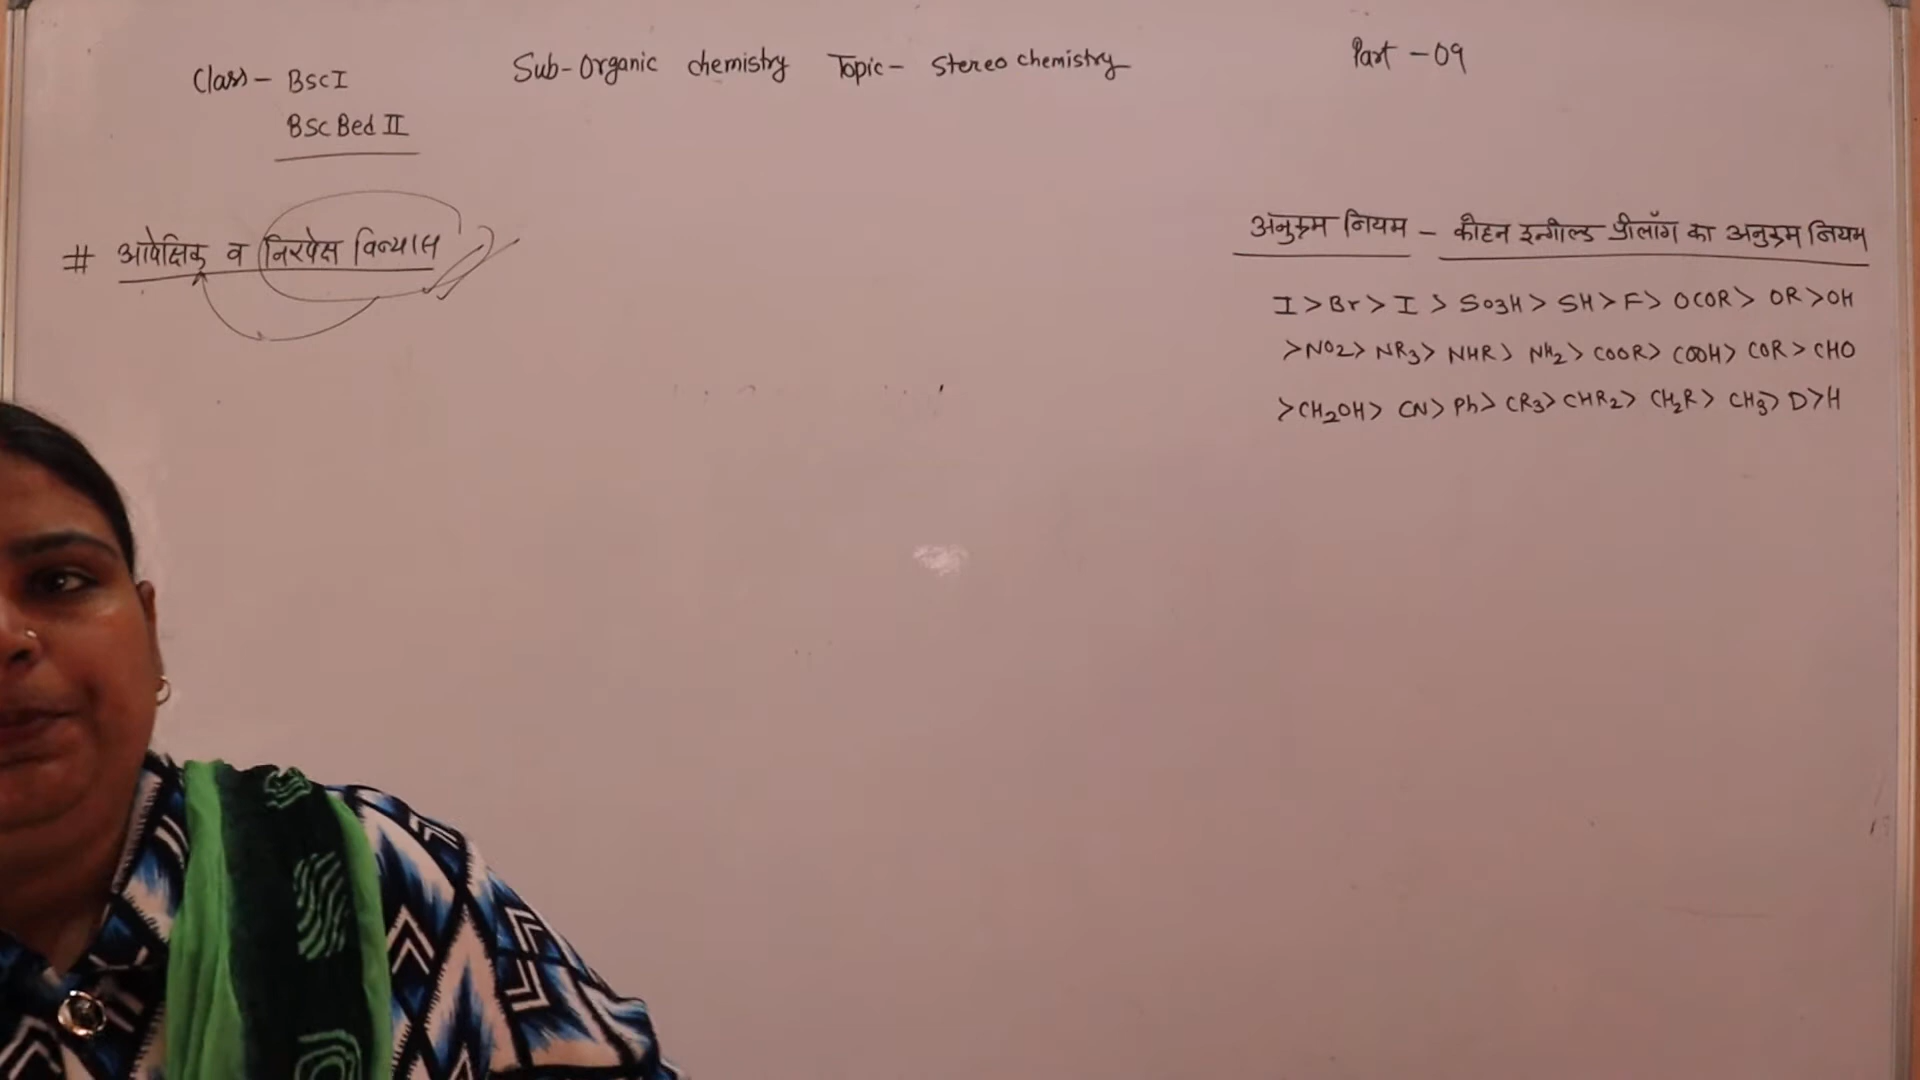 Class - BSc I
BSc Bed II
Sub-Organic chemistry Topic - Stereo chemistry
Part - 09
# आपेक्षिक व निरपेक्ष विन्यास
अनुक्रम नियम - कॉहन इन्गोल्ड प्रीलॉग का अनुक्रम नियम
I > Br > I > SO3H > SH > F > OCOR > OR > OH
> NO2 > NR3 > NHR > NH2 > COOR > COOH > COR > CHO
> CH2OH > CN > Ph > CR3 > CHR2 > CH2R > CH3 > D > H